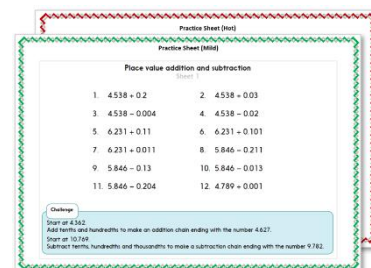 Practice Sheet (Hot)
Practice Sheet (Mild)
Place value addition and subtraction
Sheet 1
1. 4.538 + 0.2 2. 4.538 + 0.03
3. 4.538 – 0.004 4. 4.538 – 0.02
5. 6.231 + 0.11 6. 6.231 + 0.101
7. 6.231 + 0.011 8. 5.846 – 0.211
9. 5.846 – 0.13 10. 5.846 – 0.013
11. 5.846 – 0.204 12. 4.789 + 0.001
Challenge
Start at 4.362.
Add tenths and hundredths to make an addition chain ending with the number 4.627.
Start at 10.769.
Subtract tenths, hundredths and thousandths to make a subtraction chain ending with the number 9.782.